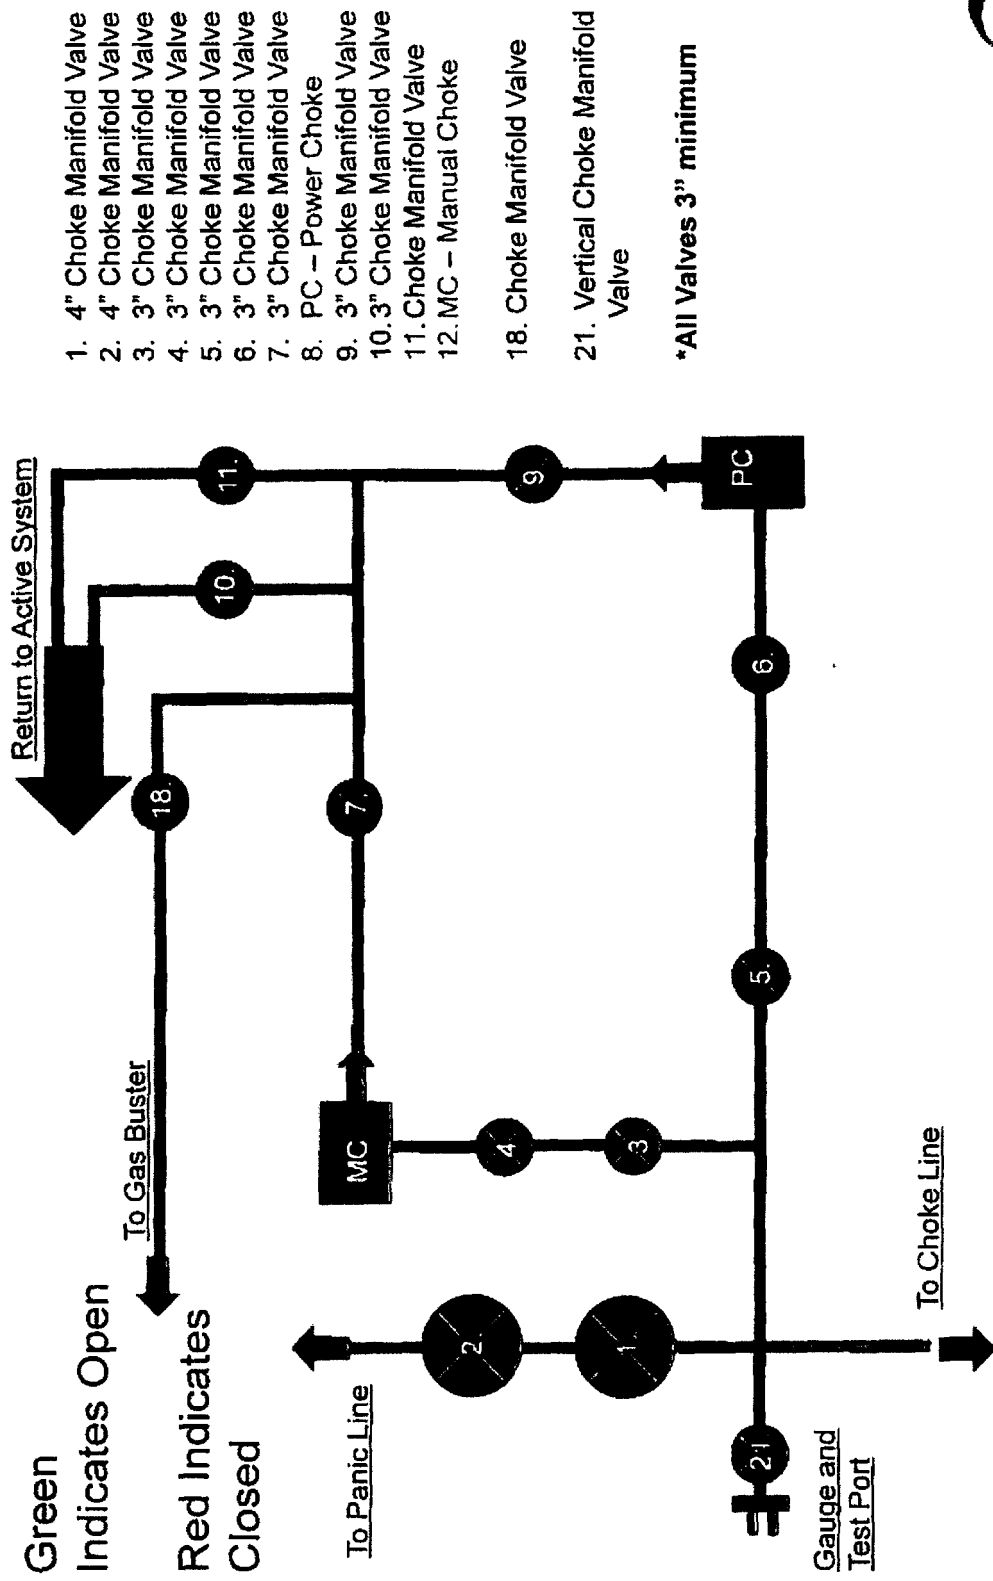 Green
Indicates Open
Red Indicates
Closed
To Gas Buster
Return to Active System
To Panic Line
Gauge and
Test Port
To Choke Line
18.
10.
11.
7.
9.
MC
4
3
2.
1.
21
5.
6.
PC
1. 4" Choke Manifold Valve
2. 4" Choke Manifold Valve
3. 3" Choke Manifold Valve
4. 3" Choke Manifold Valve
5. 3" Choke Manifold Valve
6. 3" Choke Manifold Valve
7. 3" Choke Manifold Valve
8. PC – Power Choke
9. 3" Choke Manifold Valve
10. 3" Choke Manifold Valve
11. Choke Manifold Valve
12. MC – Manual Choke
18. Choke Manifold Valve
21. Vertical Choke Manifold
Valve
*All Valves 3" minimum